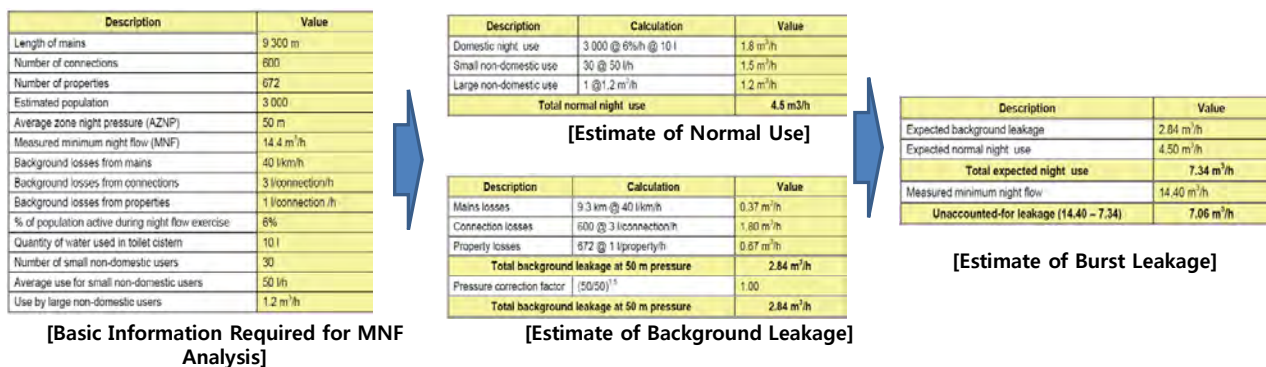 Description Value
Length of mains 9 300 m
Number of connections 600
Number of properties 672
Estimated population 3 000
Average zone night pressure (AZNP) 50 m
Measured minimum night flow (MNF) 14.4 m³/h
Background losses from mains 40 l/km/h
Background losses from connections 3 l/connection/h
Background losses from properties 1 l/connection /h
% of population active during night flow exercise 6%
Quantity of water used in toilet cistern 10 l
Number of small non-domestic users 30
Average use for small non-domestic users 50 l/h
Use by large non-domestic users 1.2 m³/h
[Basic Information Required for MNF
Analysis]
Description Calculation Value
Domestic night use 3 000 @ 6%/h @ 10 l 1.8 m³/h
Small non-domestic use 30 @ 50 l/h 1.5 m³/h
Large non-domestic use 1 @1.2 m³/h 1.2 m³/h
Total normal night use 4.5 m3/h
[Estimate of Normal Use]
Description Calculation Value
Mains losses 9.3 km @ 40 l/km/h 0.37 m³/h
Connection losses 600 @ 3 l/connection/h 1.80 m³/h
Property losses 672 @ 1 l/property/h 0.67 m³/h
Total background leakage at 50 m pressure 2.84 m³/h
Pressure correction factor (50/50)¹·⁵ 1.00
Total background leakage at 50 m pressure 2.84 m³/h
[Estimate of Background Leakage]
Description Value
Expected background leakage 2.84 m³/h
Expected normal night use 4.50 m³/h
Total expected night use 7.34 m³/h
Measured minimum night flow 14.40 m³/h
Unaccounted-for leakage (14.40 – 7.34) 7.06 m³/h
[Estimate of Burst Leakage]